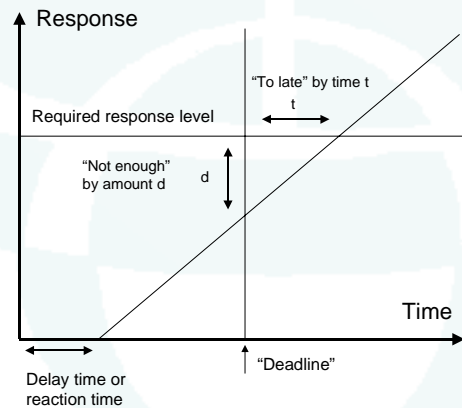 Response
“To late” by time t
t
Required response level
“Not enough”
by amount d
d
Time
“Deadline”
Delay time or
reaction time